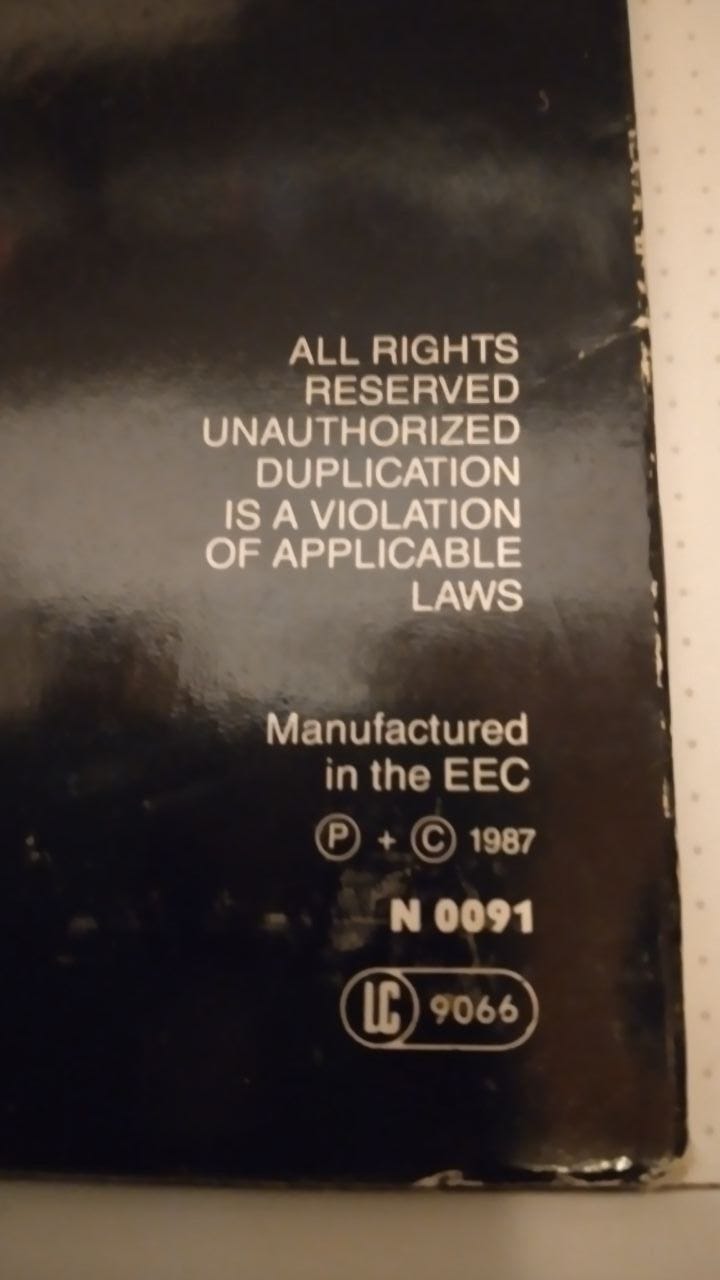 ALL RIGHTS
RESERVED
UNAUTHORIZED
DUPLICATION
IS A VIOLATION
OF APPLICABLE
LAWS
Manufactured
in the EEC
Ⓟ + Ⓒ 1987
N 0091
LC 9066